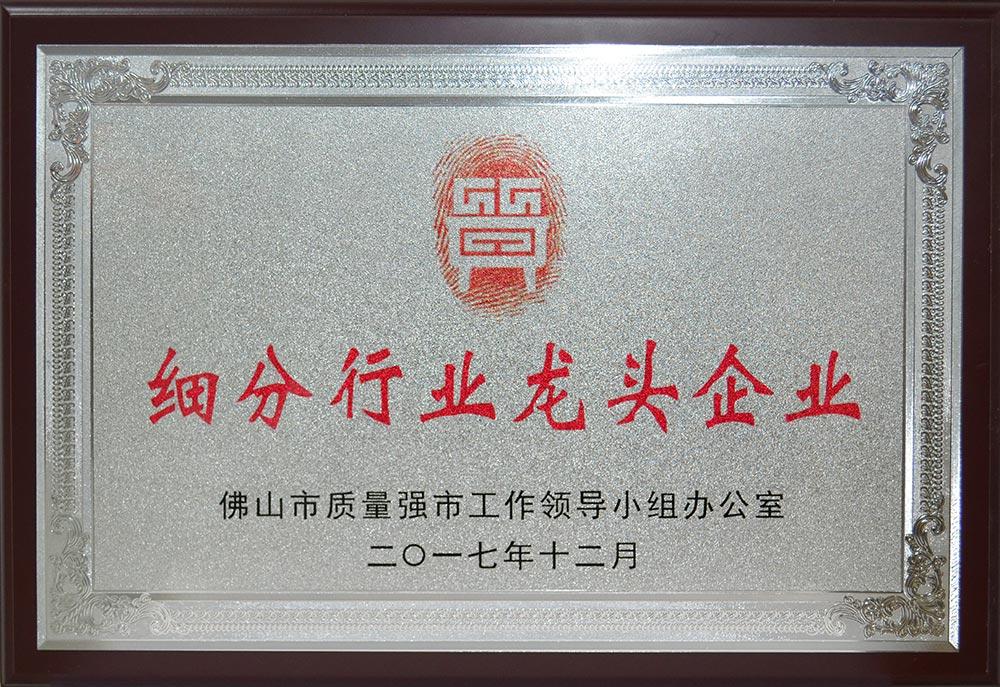 细分行业龙头企业
佛山市质量强市工作领导小组办公室
二〇一七年十二月